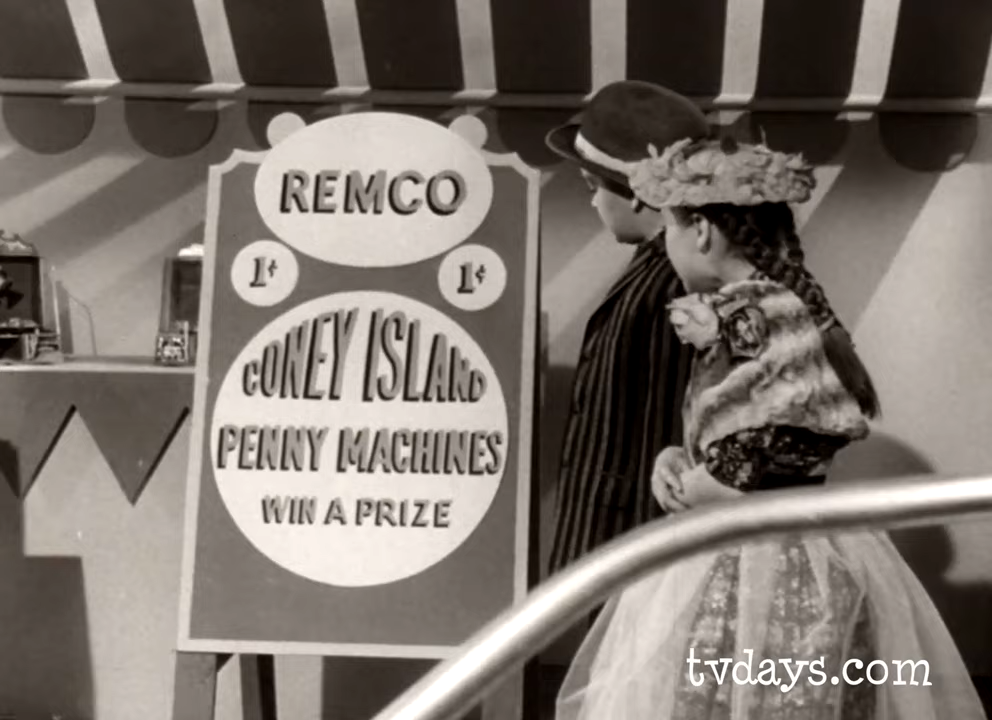 REMCO
1¢ 1¢
CONEY ISLAND
PENNY MACHINES
WIN A PRIZE
tvdays.com